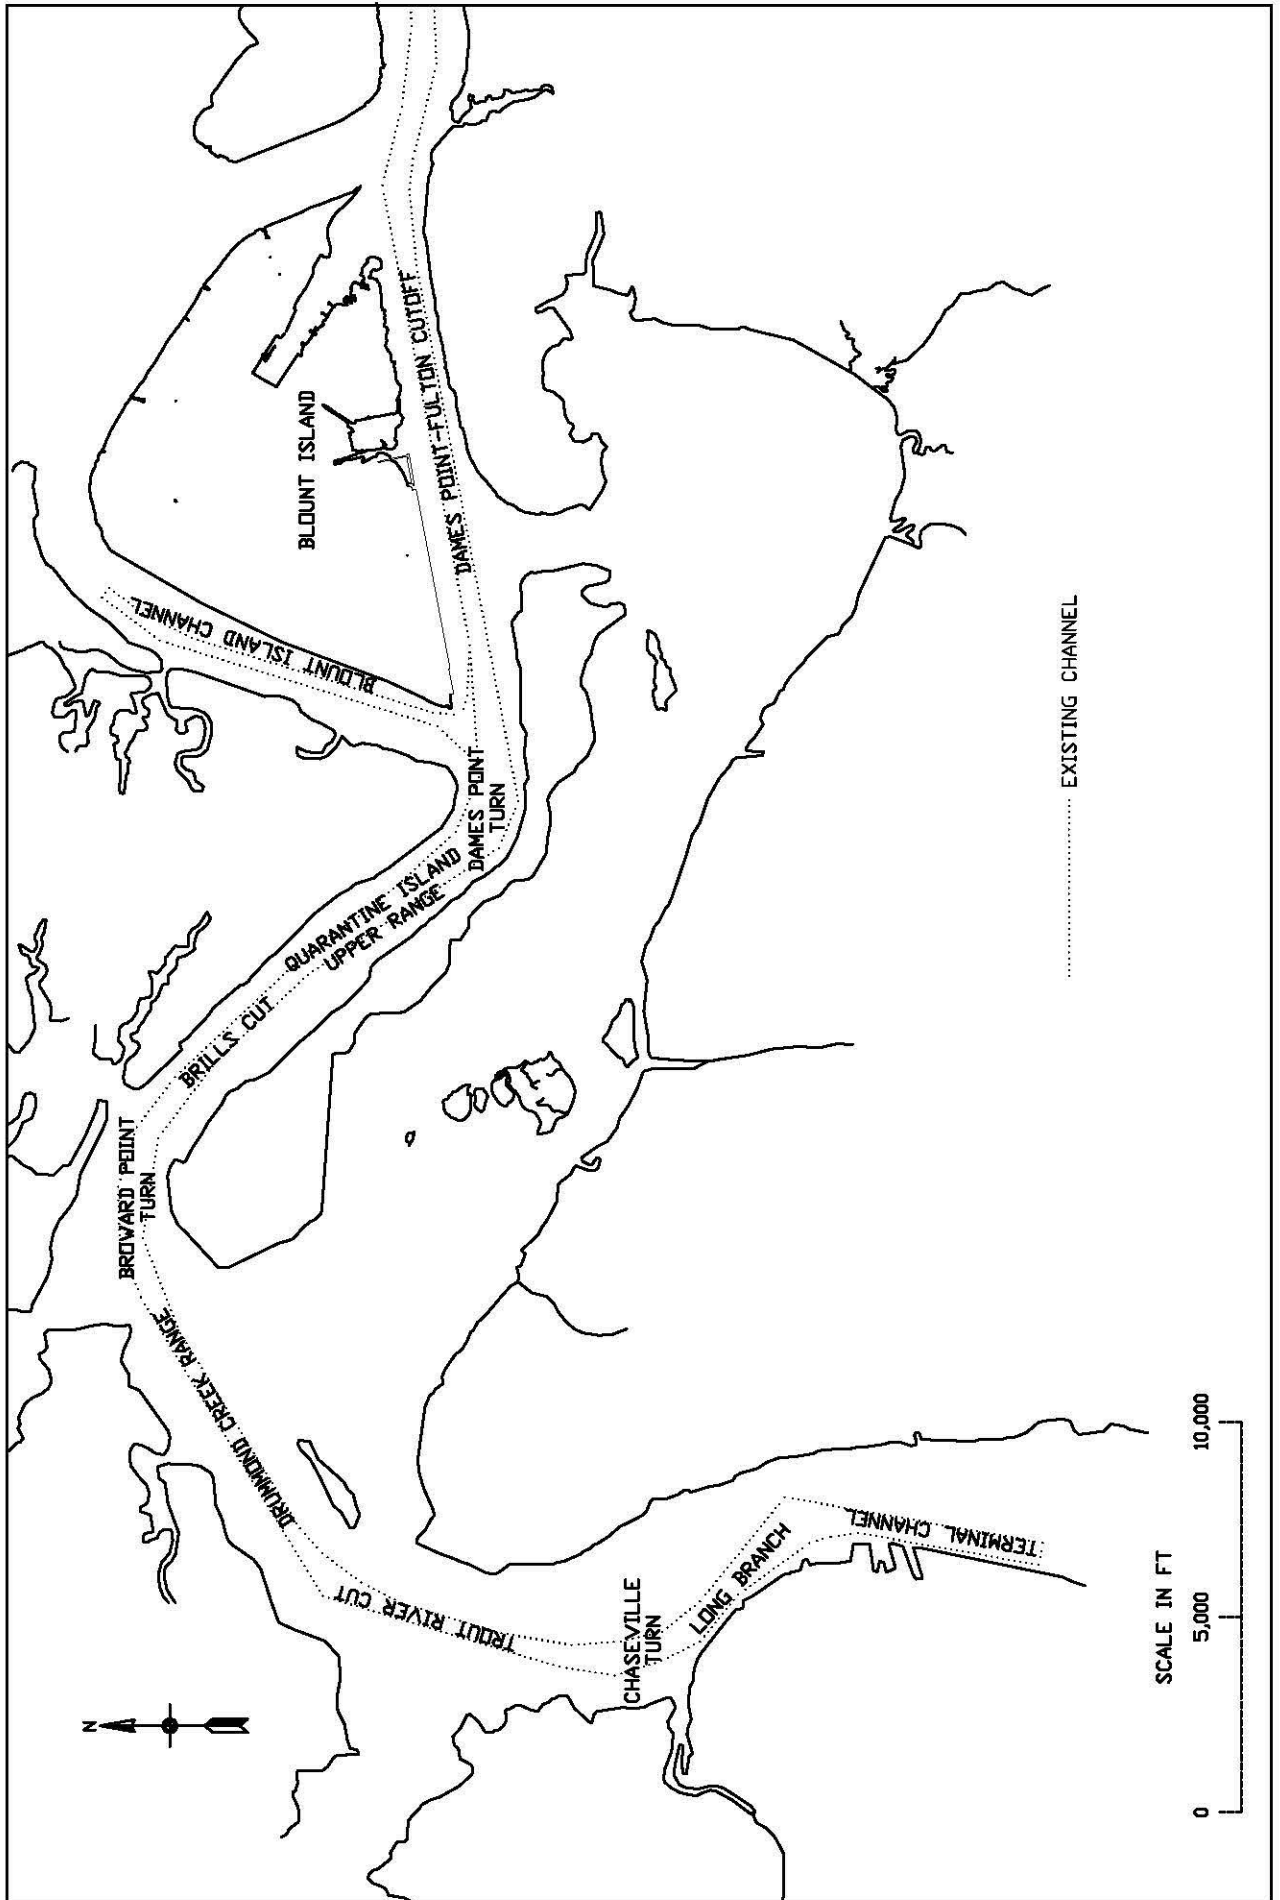 BLOUNT ISLAND
BLOUNT ISLAND CHANNEL
DAMES POINT-FULTON CUTOFF
DAMES PONT
TURN
QUARANTINE ISLAND
UPPER RANGE
BRILLS CUT
BROWARD POINT
TURN
DRUMMOND CREEK RANGE
TROUT RIVER CUT
CHASEVILLE
TURN
LONG BRANCH
TERMINAL CHANNEL
N
EXISTING CHANNEL
SCALE IN FT
0 5,000 10,000